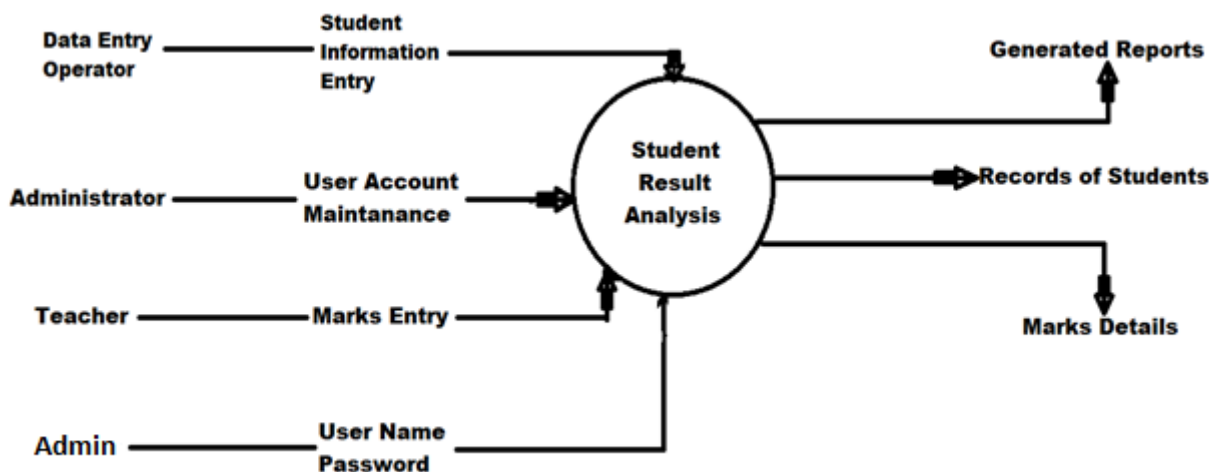 Data Entry
Operator
Student
Information
Entry
Generated Reports
Student
Result
Analysis
Administrator
User Account
Maintanance
Records of Students
Teacher
Marks Entry
Marks Details
Admin
User Name
Password